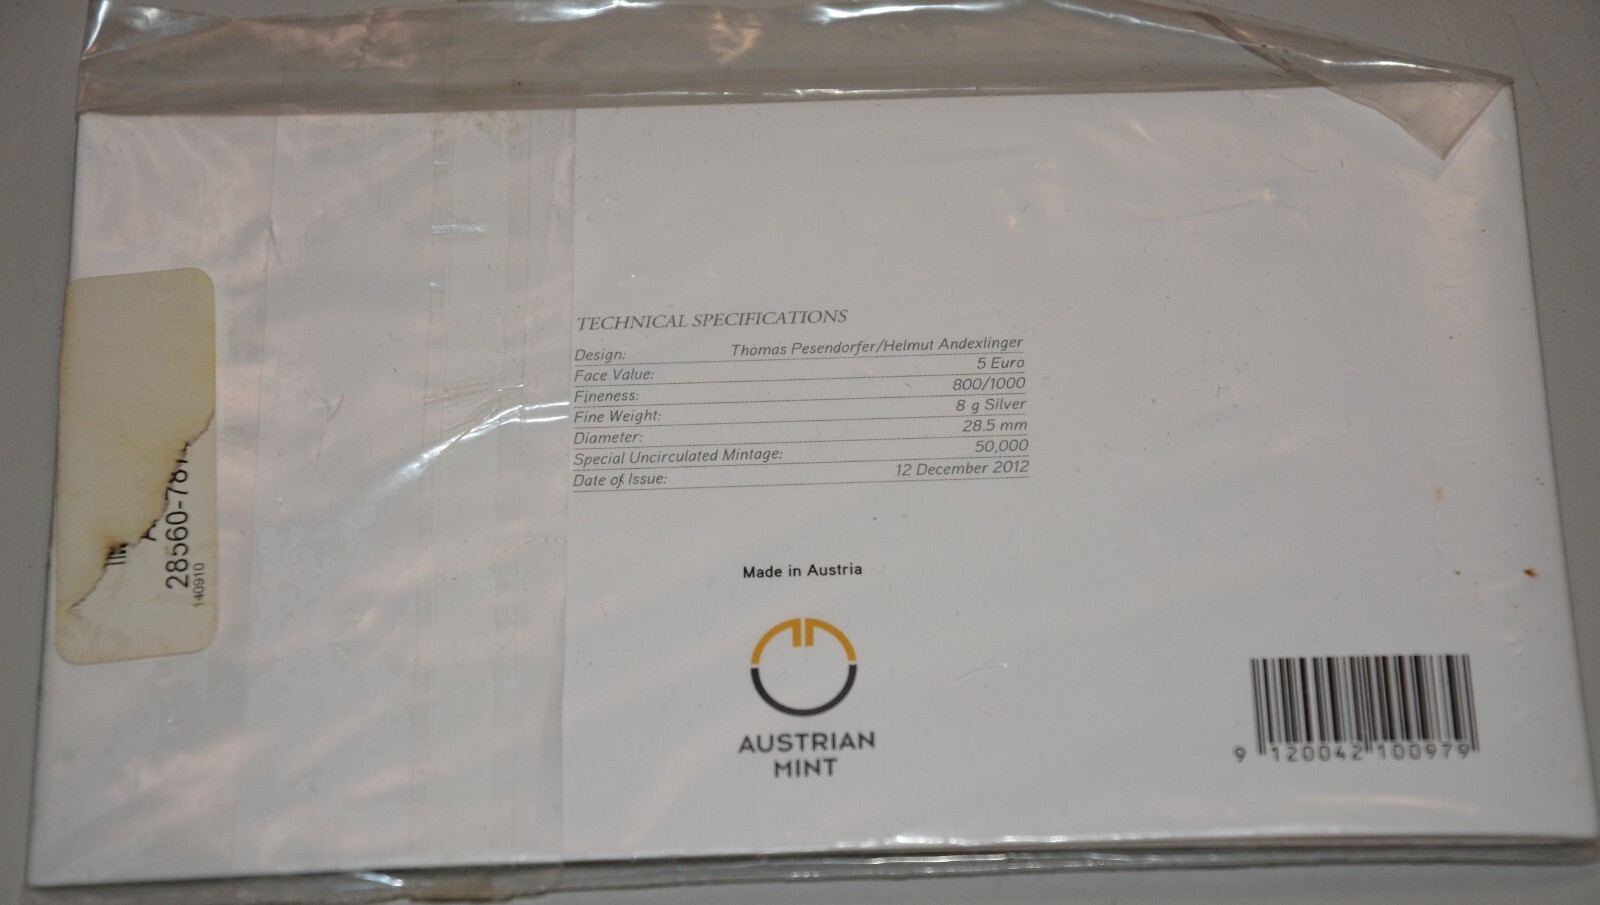 TECHNICAL SPECIFICATIONS
Design: Thomas Pesendorfer/Helmut Andexlinger
Face Value: 5 Euro
Fineness: 800/1000
Fine Weight: 8 g Silver
Diameter: 28.5 mm
Special Uncirculated Mintage: 50,000
Date of Issue: 12 December 2012
Made in Austria
AUSTRIAN
MINT
9 120042 100979
140910